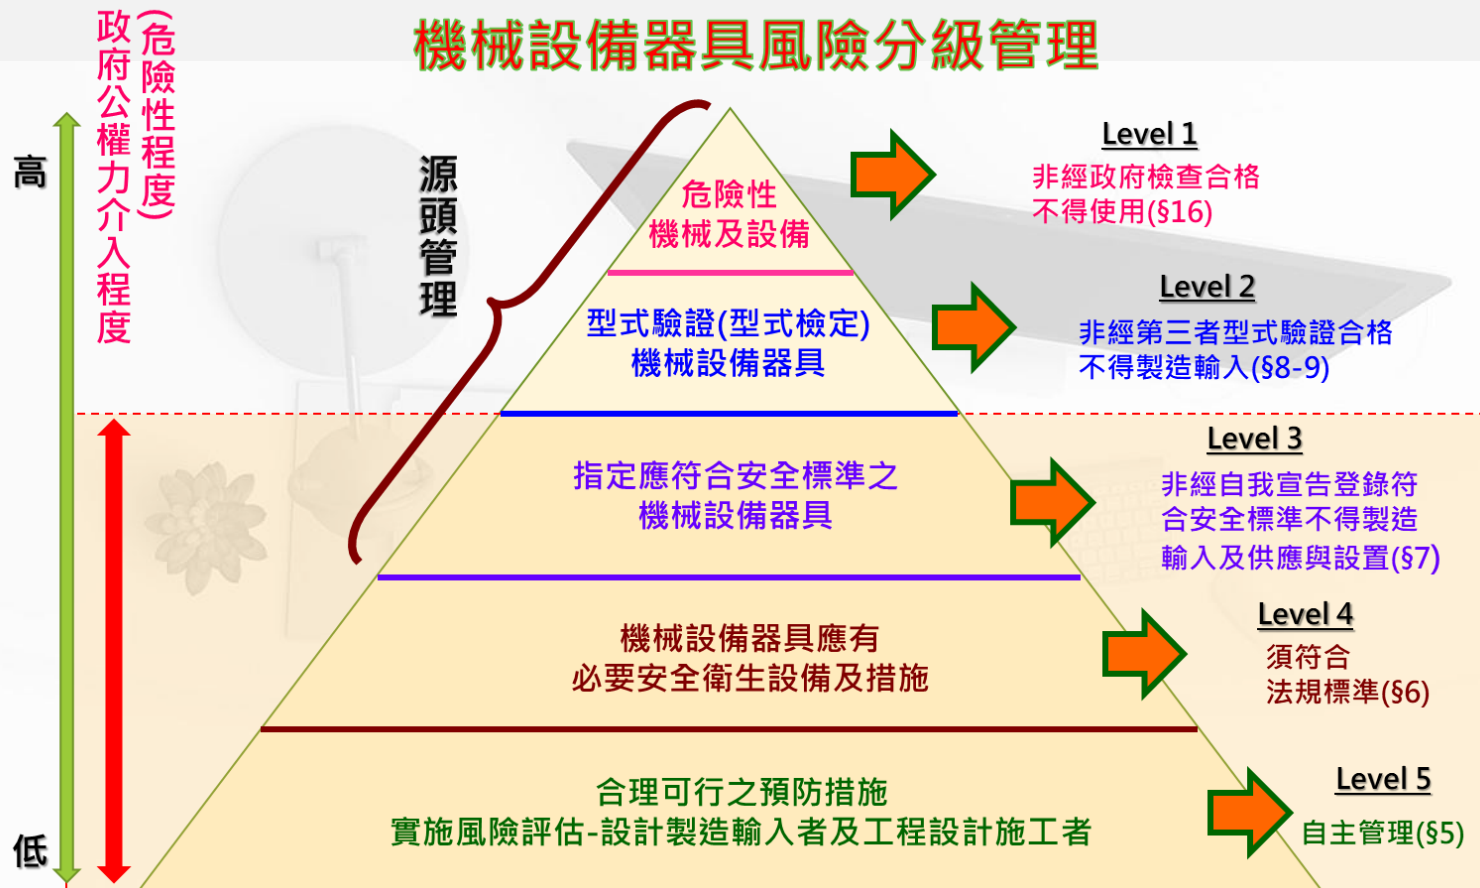 機械設備器具風險分級管理
(危險性程度)
政府公權力介入程度
高
低
源頭管理
危險性
機械及設備
Level 1
非經政府檢查合格
不得使用(§16)
型式驗證(型式檢定)
機械設備器具
Level 2
非經第三者型式驗證合格
不得製造輸入(§8-9)
指定應符合安全標準之
機械設備器具
Level 3
非經自我宣告登錄符
合安全標準不得製造
輸入及供應與設置(§7)
機械設備器具應有
必要安全衛生設備及措施
Level 4
須符合
法規標準(§6)
合理可行之預防措施
實施風險評估-設計製造輸入者及工程設計施工者
Level 5
自主管理(§5)